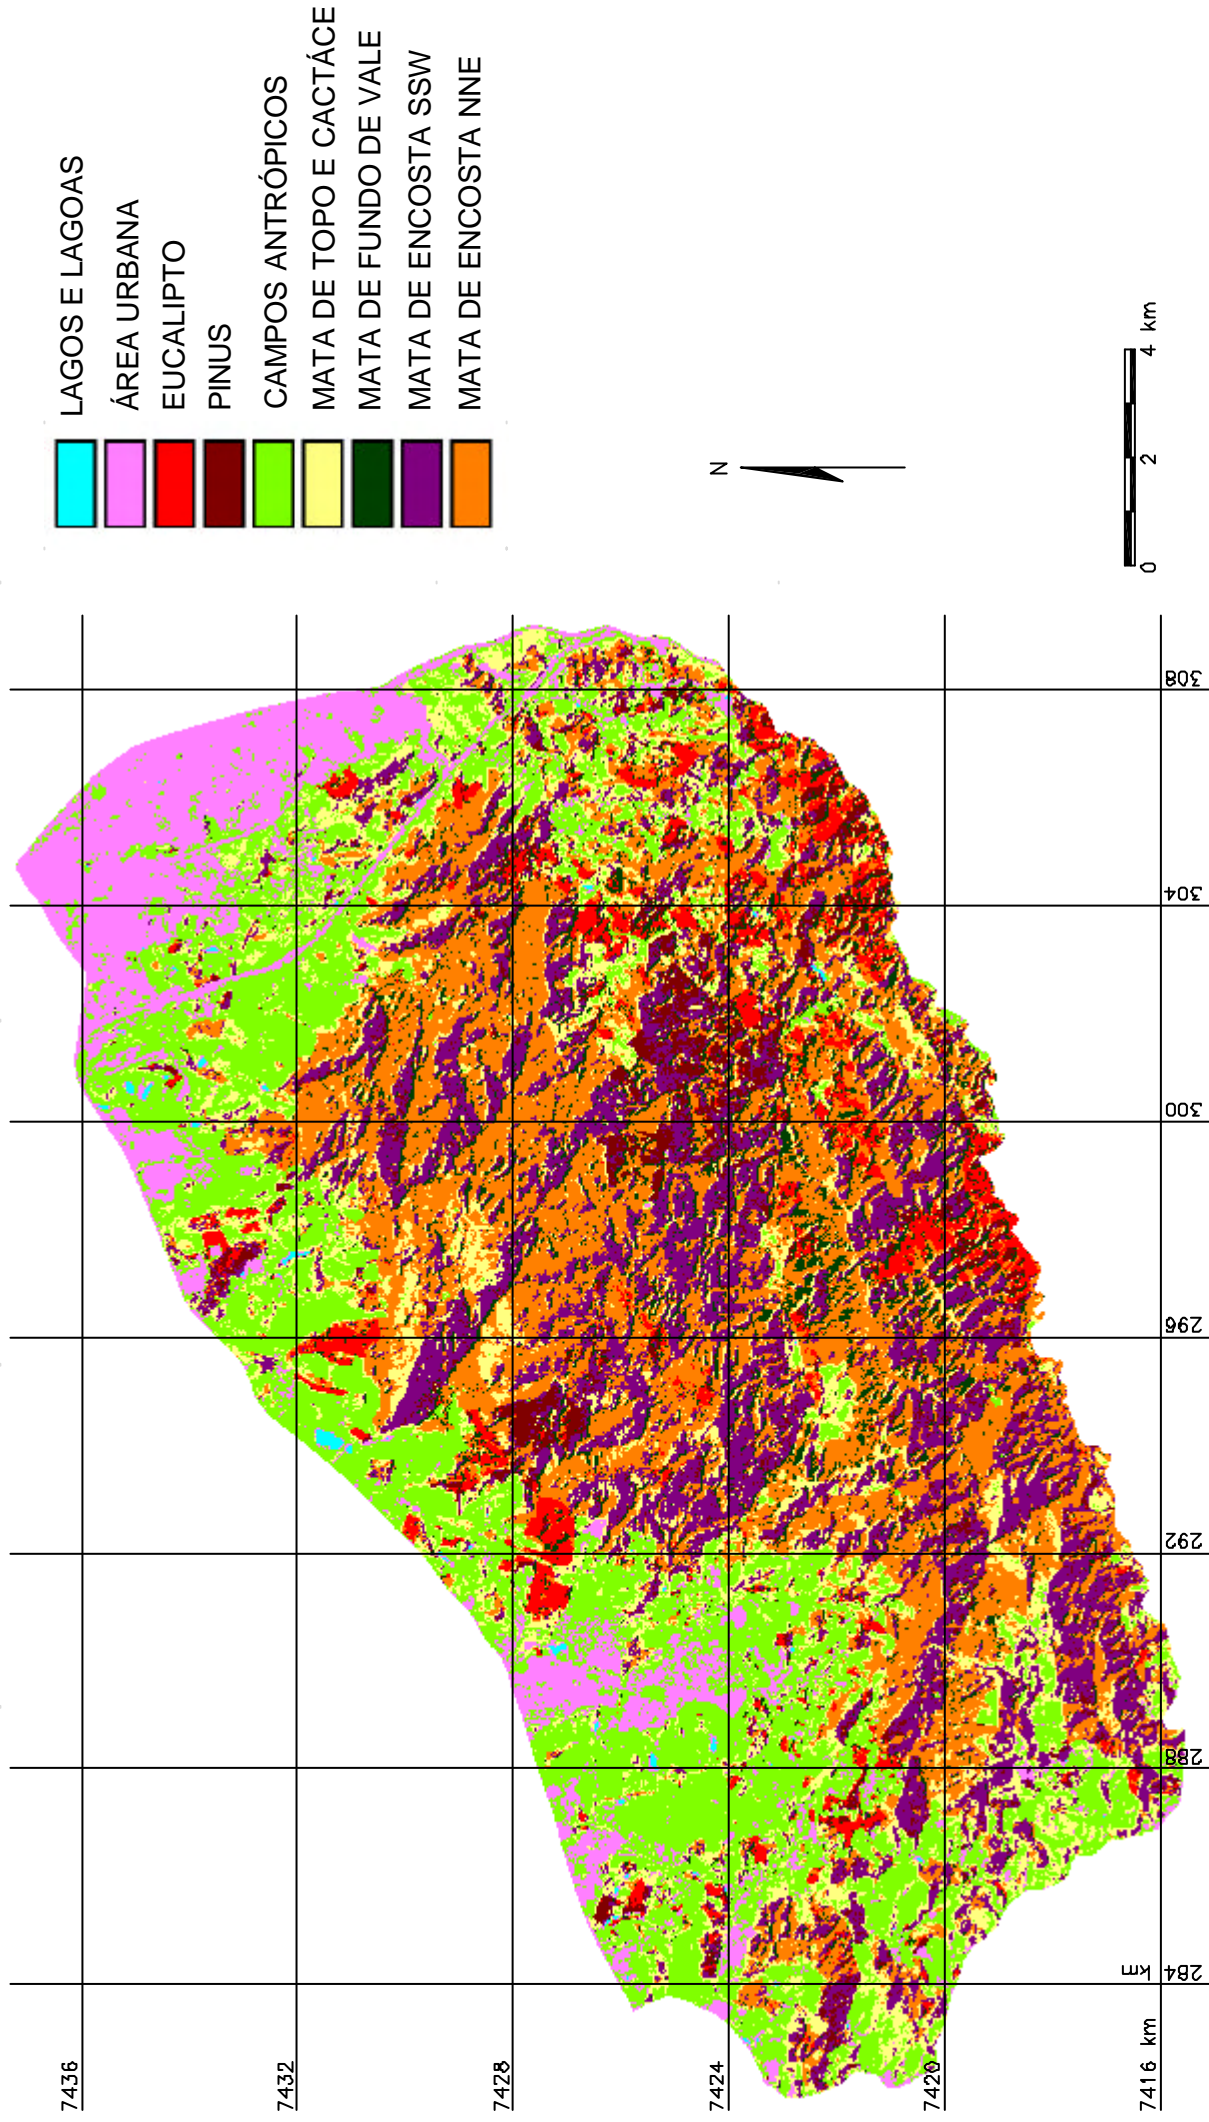 LAGOS E LAGOAS
ÁREA URBANA
EUCALIPTO
PINUS
CAMPOS ANTRÓPICOS
MATA DE TOPO E CACTÁCE
MATA DE FUNDO DE VALE
MATA DE ENCOSTA SSW
MATA DE ENCOSTA NNE
N
0 2 4 km
7436
7432
7428
7424
7420
7416 km
284 km
288
292
296
300
304
308